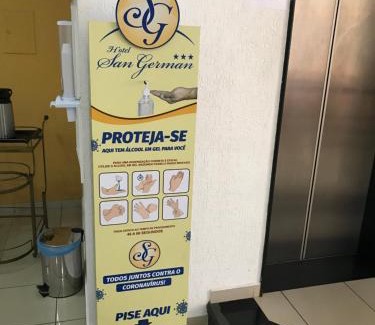 SG
Hotel
San German
PROTEJA-SE
AQUI TEM ÁLCOOL EM GEL PARA VOCÊ
SG
TODOS JUNTOS CONTRA O
CORONAVÍRUS!
PISE AQUI